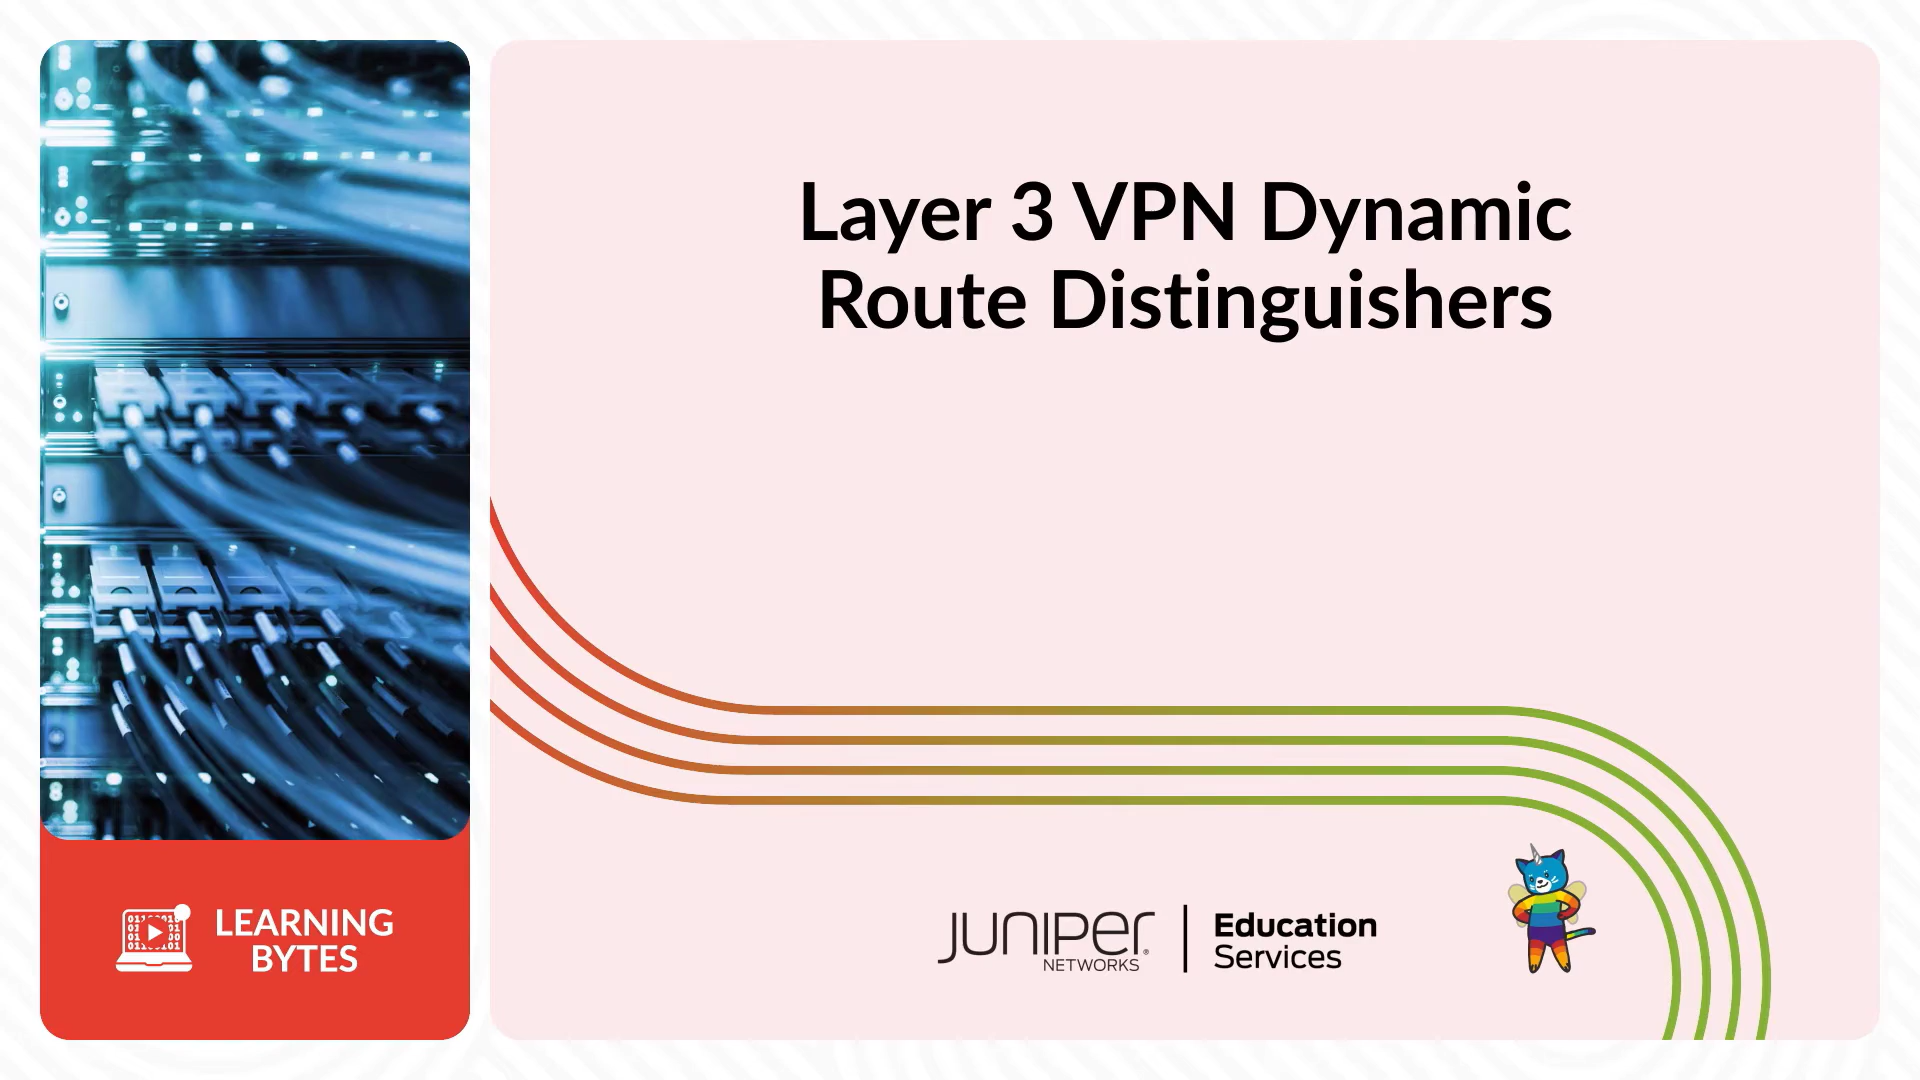 Layer 3 VPN Dynamic
Route Distinguishers
LEARNING
BYTES
JUNIPER
NETWORKS
Education
Services